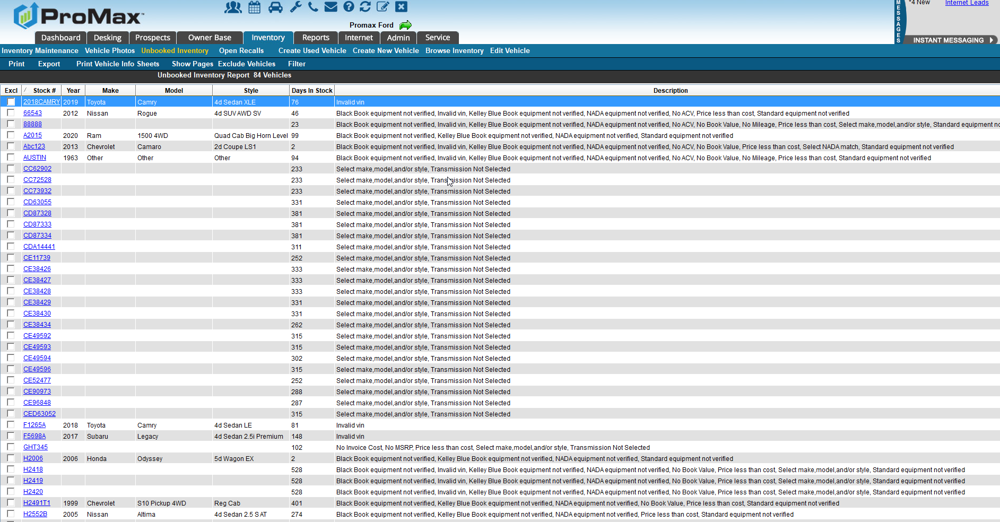 ProMax™
M
E
S
S
A
G
E
S
*4 New Internet Leads
Promax Ford
INSTANT MESSAGING
Dashboard Desking Prospects Owner Base Inventory Reports Internet Admin Service
Inventory Maintenance Vehicle Photos Unbooked Inventory Open Recalls Create Used Vehicle Create New Vehicle Browse Inventory Edit Vehicle
Print Export Print Vehicle Info Sheets Show Pages Exclude Vehicles Filter
Unbooked Inventory Report 84 Vehicles
Excl Stock # Year Make Model Style Days In Stock Description
2018CAMRY 2019 Toyota Camry 4d Sedan XLE 76 Invalid vin
66543 2012 Nissan Rogue 4d SUV AWD SV 46 Black Book equipment not verified, Invalid vin, Kelley Blue Book equipment not verified, NADA equipment not verified, No ACV, Price less than cost, Standard equipment not verified
88888 23 Black Book equipment not verified, Invalid vin, Kelley Blue Book equipment not verified, NADA equipment not verified, No ACV, No Book Value, No Mileage, Price less than cost, Select make,model,and/or style, Standard equipment no
A2015 2020 Ram 1500 4WD Quad Cab Big Horn Level 99 Black Book equipment not verified, Kelley Blue Book equipment not verified, NADA equipment not verified, Standard equipment not verified
Abc123 2013 Chevrolet Camaro 2d Coupe LS1 2 Black Book equipment not verified, Invalid vin, Kelley Blue Book equipment not verified, NADA equipment not verified, No ACV, No Book Value, Price less than cost, Select NADA match, Standard equipment not verified
AUSTIN 1963 Other Other Other 94 Black Book equipment not verified, Invalid vin, Kelley Blue Book equipment not verified, NADA equipment not verified, No ACV, No Book Value, No Mileage, Price less than cost, Standard equipment not verified
CC62902 233 Select make,model,and/or style, Transmission Not Selected
CC72528 233 Select make,model,and/or style, Transmission Not Selected
CC73932 233 Select make,model,and/or style, Transmission Not Selected
CD63055 331 Select make,model,and/or style, Transmission Not Selected
CD87328 381 Select make,model,and/or style, Transmission Not Selected
CD87333 381 Select make,model,and/or style, Transmission Not Selected
CD87334 381 Select make,model,and/or style, Transmission Not Selected
CDA14441 311 Select make,model,and/or style, Transmission Not Selected
CE11739 252 Select make,model,and/or style, Transmission Not Selected
CE38426 333 Select make,model,and/or style, Transmission Not Selected
CE38427 333 Select make,model,and/or style, Transmission Not Selected
CE38428 333 Select make,model,and/or style, Transmission Not Selected
CE38429 331 Select make,model,and/or style, Transmission Not Selected
CE38430 331 Select make,model,and/or style, Transmission Not Selected
CE38434 262 Select make,model,and/or style, Transmission Not Selected
CE49592 315 Select make,model,and/or style, Transmission Not Selected
CE49593 315 Select make,model,and/or style, Transmission Not Selected
CE49594 302 Select make,model,and/or style, Transmission Not Selected
CE49596 315 Select make,model,and/or style, Transmission Not Selected
CE52477 252 Select make,model,and/or style, Transmission Not Selected
CE90973 288 Select make,model,and/or style, Transmission Not Selected
CE96848 287 Select make,model,and/or style, Transmission Not Selected
CED63052 315 Select make,model,and/or style, Transmission Not Selected
F1265A 2018 Toyota Camry 4d Sedan LE 81 Invalid vin
F5698A 2017 Subaru Legacy 4d Sedan 2.5i Premium 148 Invalid vin
GHT345 102 No Invoice Cost, No MSRP, Price less than cost, Select make,model,and/or style, Transmission Not Selected
H2006 2006 Honda Odyssey 5d Wagon EX 2 Black Book equipment not verified, Kelley Blue Book equipment not verified, NADA equipment not verified, Standard equipment not verified
H2418 528 Black Book equipment not verified, Invalid vin, Kelley Blue Book equipment not verified, NADA equipment not verified, No Book Value, Price less than cost, Select make,model,and/or style, Standard equipment not verified
H2419 528 Black Book equipment not verified, Invalid vin, Kelley Blue Book equipment not verified, NADA equipment not verified, No Book Value, Price less than cost, Select make,model,and/or style, Standard equipment not verified
H2420 528 Black Book equipment not verified, Invalid vin, Kelley Blue Book equipment not verified, NADA equipment not verified, No Book Value, Price less than cost, Select make,model,and/or style, Standard equipment not verified
H2491T1 1999 Chevrolet S10 Pickup 4WD Reg Cab 401 Black Book equipment not verified, Kelley Blue Book equipment not verified, NADA equipment not verified, No Book Value, Price less than cost, Standard equipment not verified
H2552B 2005 Nissan Altima 4d Sedan 2.5 S AT 274 Black Book equipment not verified, Kelley Blue Book equipment not verified, NADA equipment not verified, Price less than cost, Standard equipment not verified